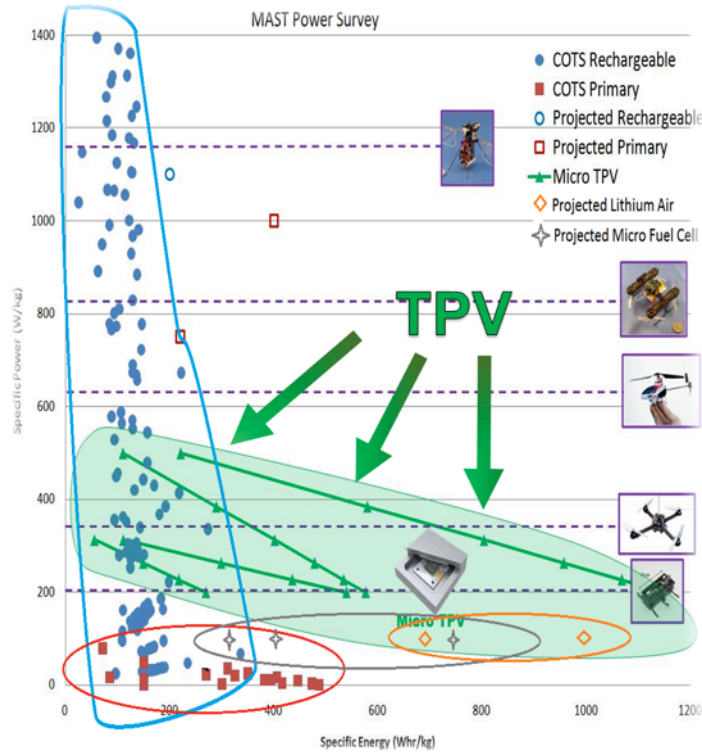 MAST Power Survey
1400
1200
1000
800
600
400
200
0
Specific Power (W/kg)
COTS Rechargeable
COTS Primary
Projected Rechargeable
Projected Primary
Micro TPV
Projected Lithium Air
Projected Micro Fuel Cell
TPV
Micro TPV
0
200
400
600
800
1000
1200
Specific Energy (Whr/kg)